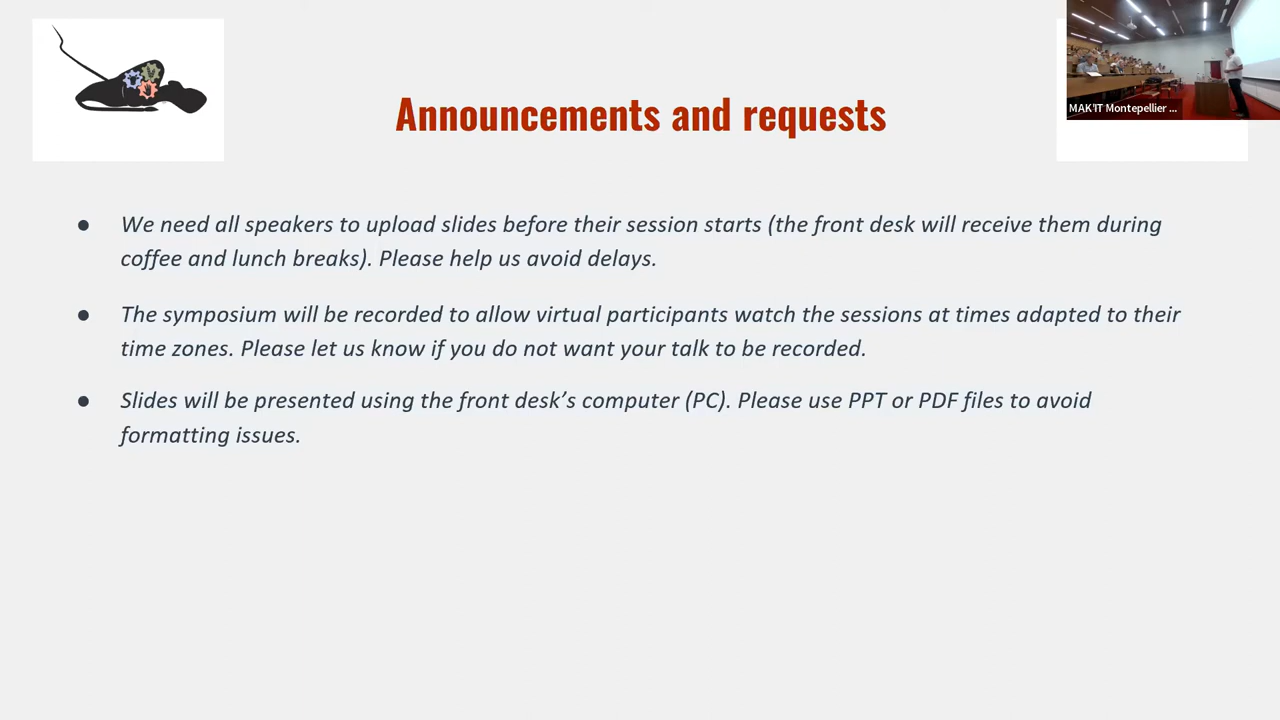 MAK'IT Montepellier ...
Announcements and requests
● We need all speakers to upload slides before their session starts (the front desk will receive them during
coffee and lunch breaks). Please help us avoid delays.
● The symposium will be recorded to allow virtual participants watch the sessions at times adapted to their
time zones. Please let us know if you do not want your talk to be recorded.
● Slides will be presented using the front desk’s computer (PC). Please use PPT or PDF files to avoid
formatting issues.